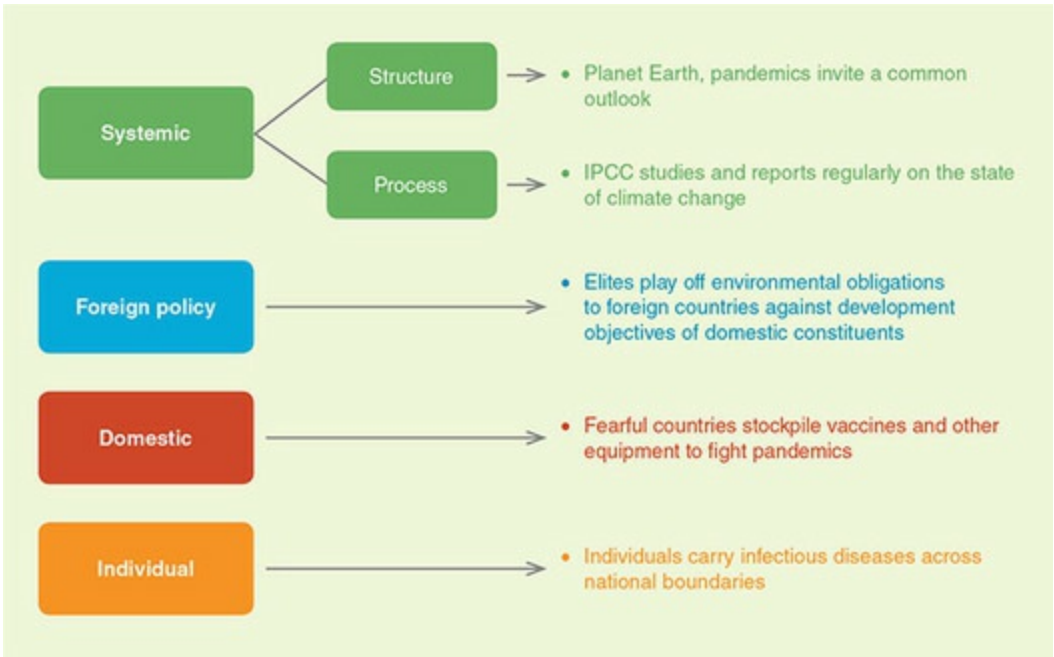 Systemic
Structure
• Planet Earth, pandemics invite a common
outlook
Process
• IPCC studies and reports regularly on the state
of climate change
Foreign policy
• Elites play off environmental obligations
to foreign countries against development
objectives of domestic constituents
Domestic
• Fearful countries stockpile vaccines and other
equipment to fight pandemics
Individual
• Individuals carry infectious diseases across
national boundaries